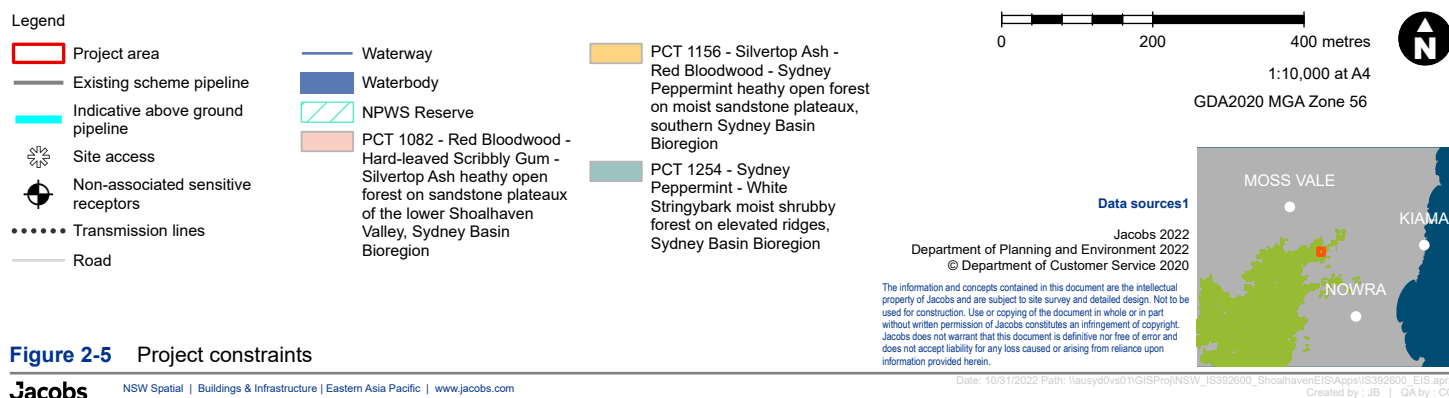 Legend
Project area
Existing scheme pipeline
Indicative above ground
pipeline
Site access
Non-associated sensitive
receptors
Transmission lines
Road
Waterway
Waterbody
NPWS Reserve
PCT 1082 - Red Bloodwood -
Hard-leaved Scribbly Gum -
Silvertop Ash heathy open
forest on sandstone plateaux
of the lower Shoalhaven
Valley, Sydney Basin
Bioregion
PCT 1156 - Silvertop Ash -
Red Bloodwood - Sydney
Peppermint heathy open forest
on moist sandstone plateaux,
southern Sydney Basin
Bioregion
PCT 1254 - Sydney
Peppermint - White
Stringybark moist shrubby
forest on elevated ridges,
Sydney Basin Bioregion
0 200 400 metres
N
1:10,000 at A4
GDA2020 MGA Zone 56
Data sources1
Jacobs 2022
Department of Planning and Environment 2022
© Department of Customer Service 2020
The information and concepts contained in this document are the intellectual
property of Jacobs and are subject to site survey and detailed design. Not to be
used for construction. Use or copying of the document in whole or in part
without written permission of Jacobs constitutes an infringement of copyright.
Jacobs does not warrant that this document is definitive nor free of error and
does not accept liability for any loss caused or arising from reliance upon
information provided herein.
MOSS VALE
KIAMA
NOWRA
Figure 2-5 Project constraints
Jacobs NSW Spatial | Buildings & Infrastructure | Eastern Asia Pacific | www.jacobs.com
Date: 10/31/2022 Path: \\ausyd0vs01\GISProj\NSW_IS392600_ShoalhavenEIS\Apps\IS392600_EIS.apr
Created by : JB | QA by : CC